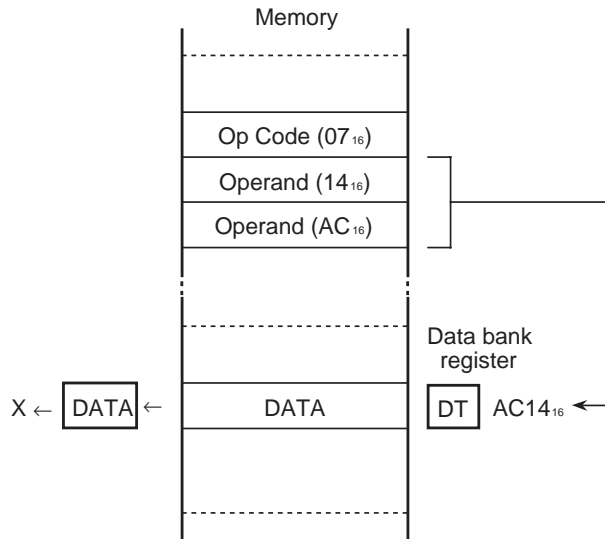 Memory
Op Code (07₁₆)
Operand (14₁₆)
Operand (AC₁₆)
Data bank
register
X ← DATA ← DATA DT AC14₁₆